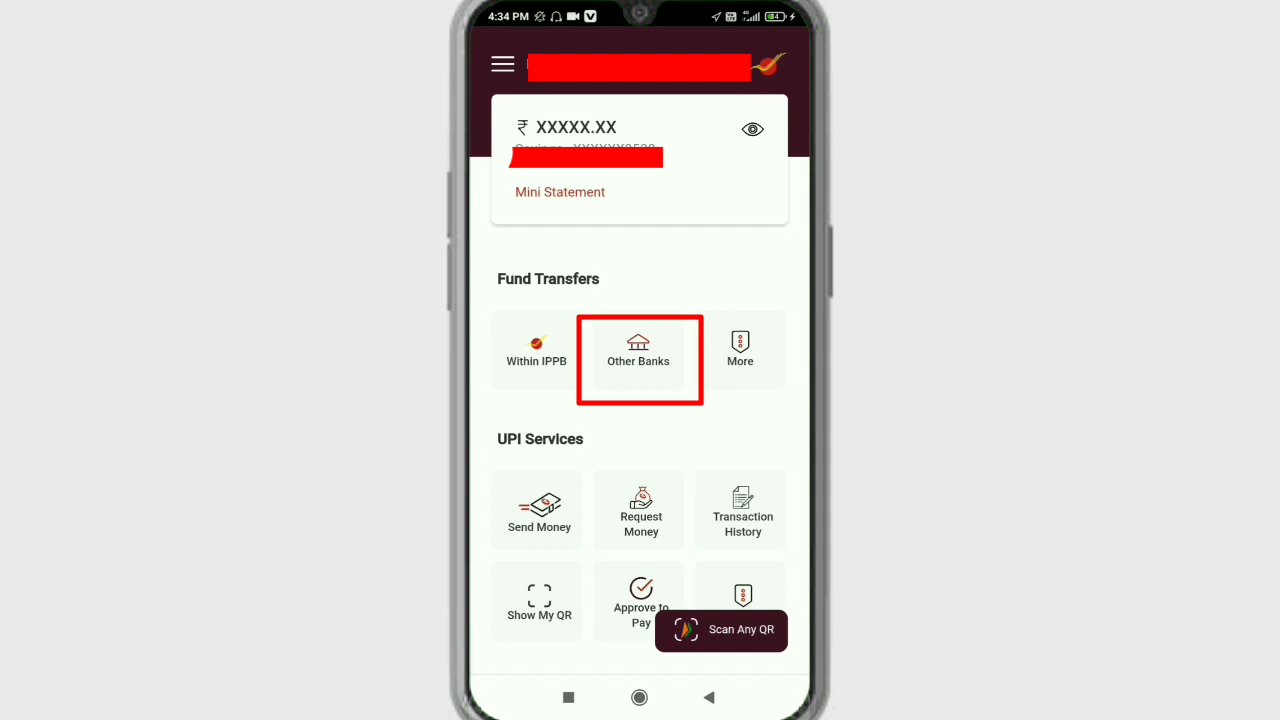 4:34 PM
₹ XXXXX.XX
Mini Statement
Fund Transfers
Within IPPB
Other Banks
More
UPI Services
Send Money
Request
Money
Transaction
History
Show My QR
Approve to
Pay
Scan Any QR